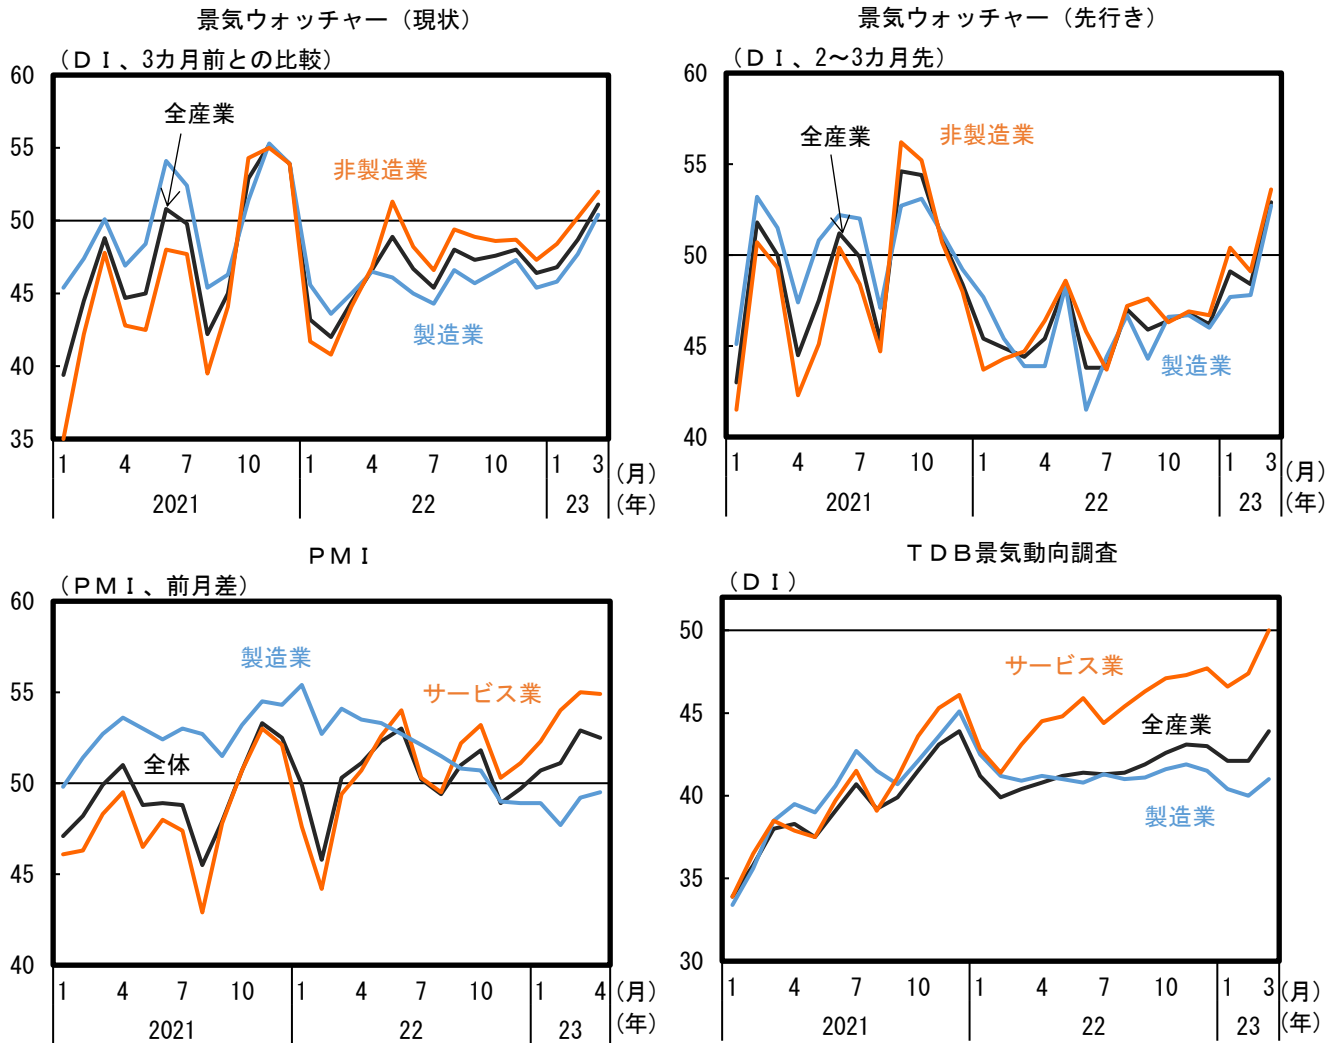 景気ウォッチャー（現状）
（ＤＩ、3カ月前との比較）
60
55
50
45
40
35
全産業
非製造業
製造業
1 4 7 10 1 4 7 10 1 3 （月）
2021 22 23 （年）
景気ウォッチャー（先行き）
（ＤＩ、2～3カ月先）
60
55
50
45
40
全産業
非製造業
製造業
1 4 7 10 1 4 7 10 1 3 （月）
2021 22 23 （年）
ＰＭＩ
（ＰＭＩ、前月差）
60
55
50
45
40
製造業
サービス業
全体
1 4 7 10 1 4 7 10 1 4 （月）
2021 22 23 （年）
ＴＤＢ景気動向調査
（ＤＩ）
50
45
40
35
30
サービス業
全産業
製造業
1 4 7 10 1 4 7 10 1 3 （月）
2021 22 23 （年）